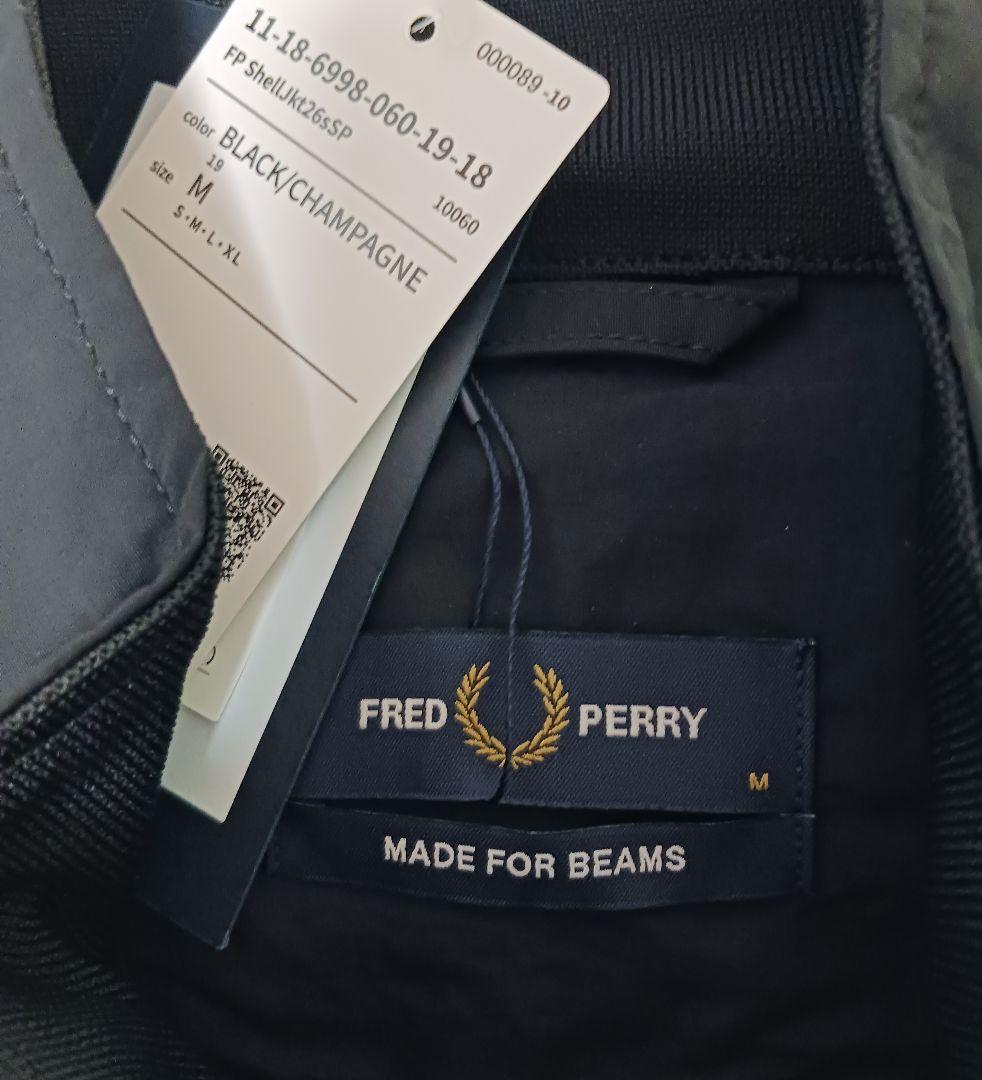 000089 -10
11-18-6998-060-19-18
FP ShellJkt26sSP
10060
color BLACK/CHAMPAGNE
19
size M
S・M・L・XL
FRED PERRY
M
MADE FOR BEAMS